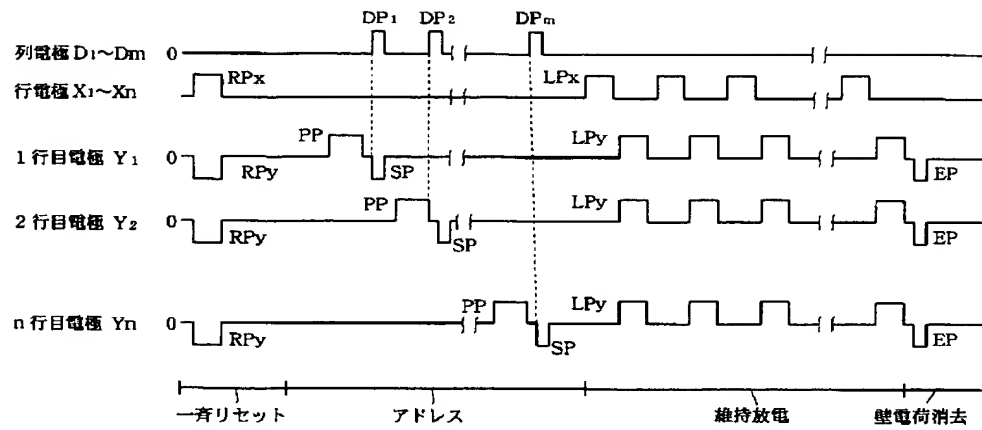 DP₁ DP₂ DPm
列電極 D₁～Dm 0
行電極 X₁～Xn RPx LPx
1行目電極 Y₁ 0 RPy PP SP LPy EP
2行目電極 Y₂ 0 RPy PP SP LPy EP
n行目電極 Yn 0 RPy PP SP LPy EP
一斉リセット アドレス 維持放電 壁電荷消去